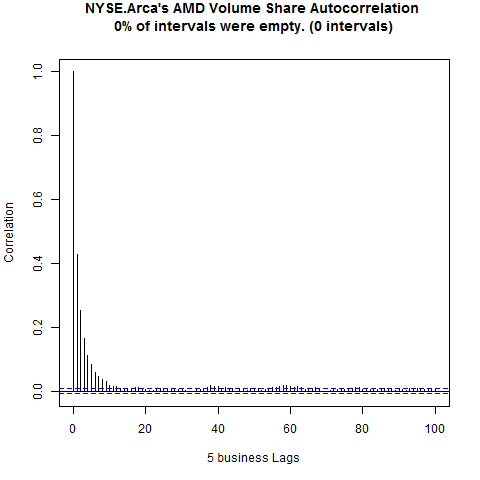 NYSE.Arca's AMD Volume Share Autocorrelation
0% of intervals were empty. (0 intervals)
1.0
0.8
0.6
0.4
0.2
0.0
Correlation
0 20 40 60 80 100
5 business Lags